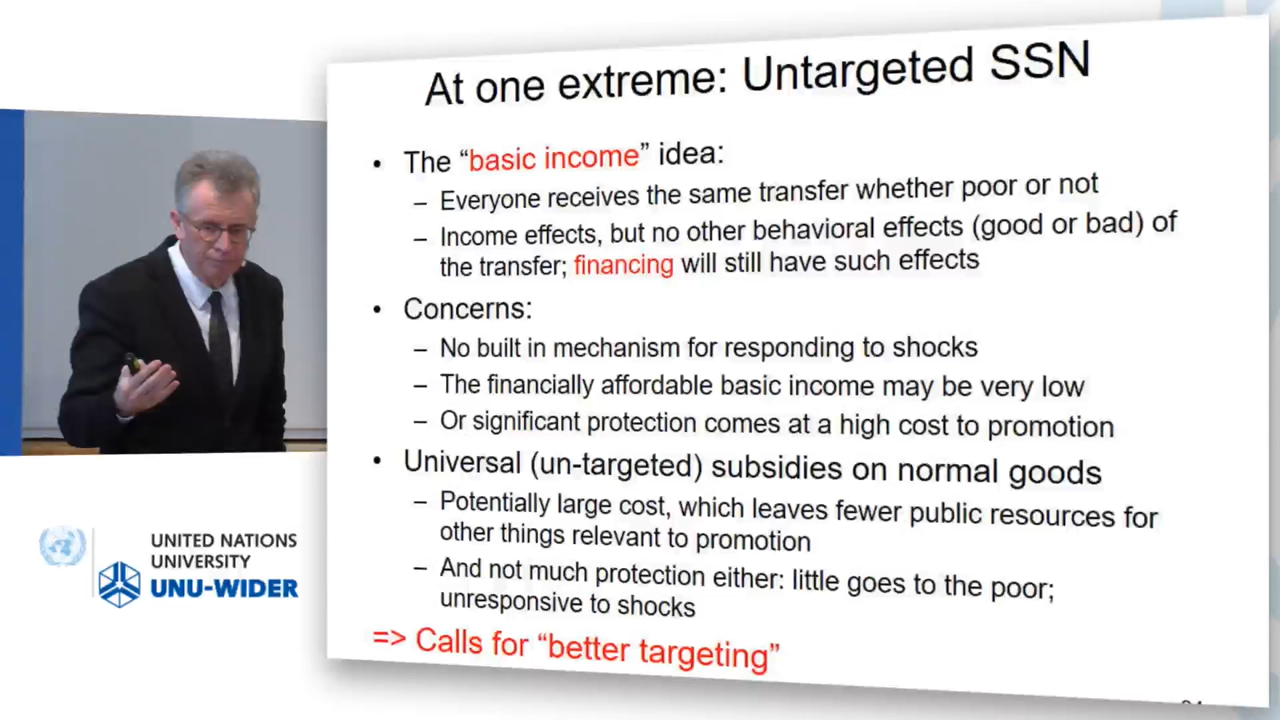 At one extreme: Untargeted SSN
• The “basic income” idea:
– Everyone receives the same transfer whether poor or not
– Income effects, but no other behavioral effects (good or bad) of
the transfer; financing will still have such effects
• Concerns:
– No built in mechanism for responding to shocks
– The financially affordable basic income may be very low
– Or significant protection comes at a high cost to promotion
• Universal (un-targeted) subsidies on normal goods
– Potentially large cost, which leaves fewer public resources for
other things relevant to promotion
– And not much protection either: little goes to the poor;
unresponsive to shocks
=> Calls for “better targeting”
UNITED NATIONS
UNIVERSITY
UNU-WIDER